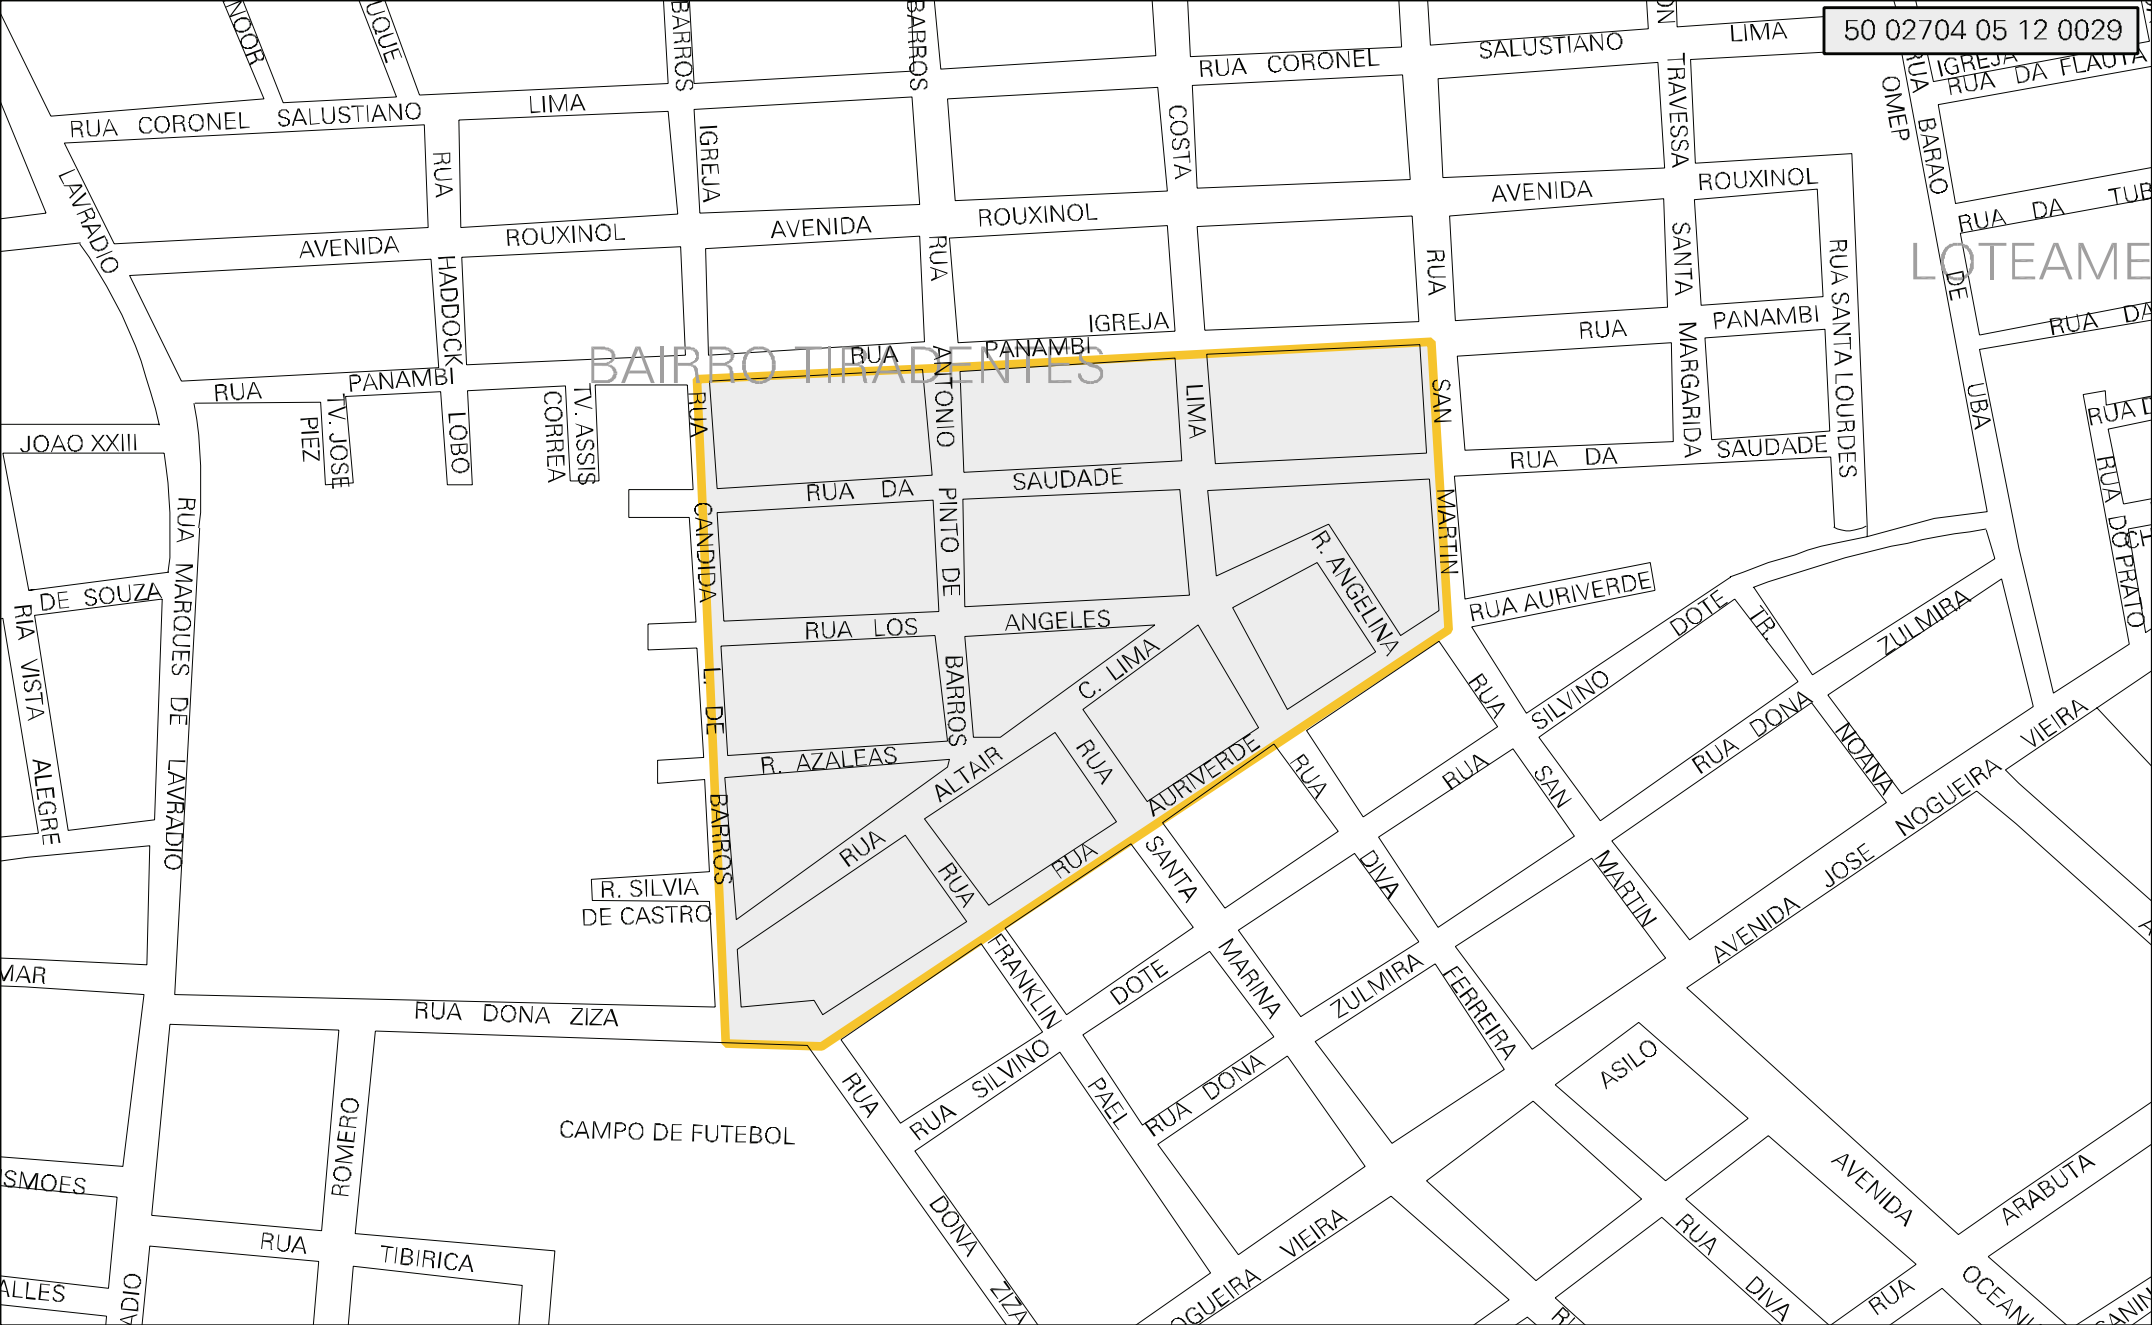 50 02704 05 12 0029
BARROS
BARROS
RUA CORONEL SALUSTIANO LIMA
RUA CORONEL SALUSTIANO LIMA
IGREJA
RUA DA FLAUTA
OMEP
RUA BARAO DE UBA
LAVRADIO
RUA HADDOCK LOBO
IGREJA
COSTA
TRAVESSA SANTA MARGARIDA
AVENIDA ROUXINOL
AVENIDA ROUXINOL
AVENIDA ROUXINOL
RUA DA
LOTEAME
RUA ANTONIO PINTO DE BARROS
RUA SAN MARTIN
RUA SANTA LOURDES
IGREJA
RUA PANAMBI
RUA PANAMBI
RUA PANAMBI
RUA DA
BAIRRO TIRADENTES
TV. JOSE
PIEZ
TV. ASSIS
CORREA
RUA CANDIDA L. DE BARROS
LIMA
JOAO XXIII
RUA DA SAUDADE
RUA DA SAUDADE
RUA DO PRATO
RUA MARQUES DE LAVRADIO
DE SOUZA
RIA VISTA ALEGRE
R. ANGELINA
RUA AURIVERDE
RUA LOS ANGELES
RUA ALTAIR C. LIMA
R. AZALEAS
RUA AURIVERDE
R. SILVIA
DE CASTRO
SILVINO DOTE
TR. NOANA
ZULMIRA
RUA DONA
RUA SAN MARTIN
RUA
RUA SANTA MARINA
RUA DIVA FERREIRA
RUA FRANKLIN PAEL
AVENIDA JOSE NOGUEIRA VIEIRA
MAR
RUA DONA ZIZA
RUA SILVINO DOTE
RUA DONA ZULMIRA
ASILO
CAMPO DE FUTEBOL
ROMERO
RUA DONA ZIZA
SMOES
RUA TIBIRICA
ALLES
ADIO
OGUEIRA VIEIRA
RUA DIVA
AVENIDA
OCEANI
RUA ARABUTA